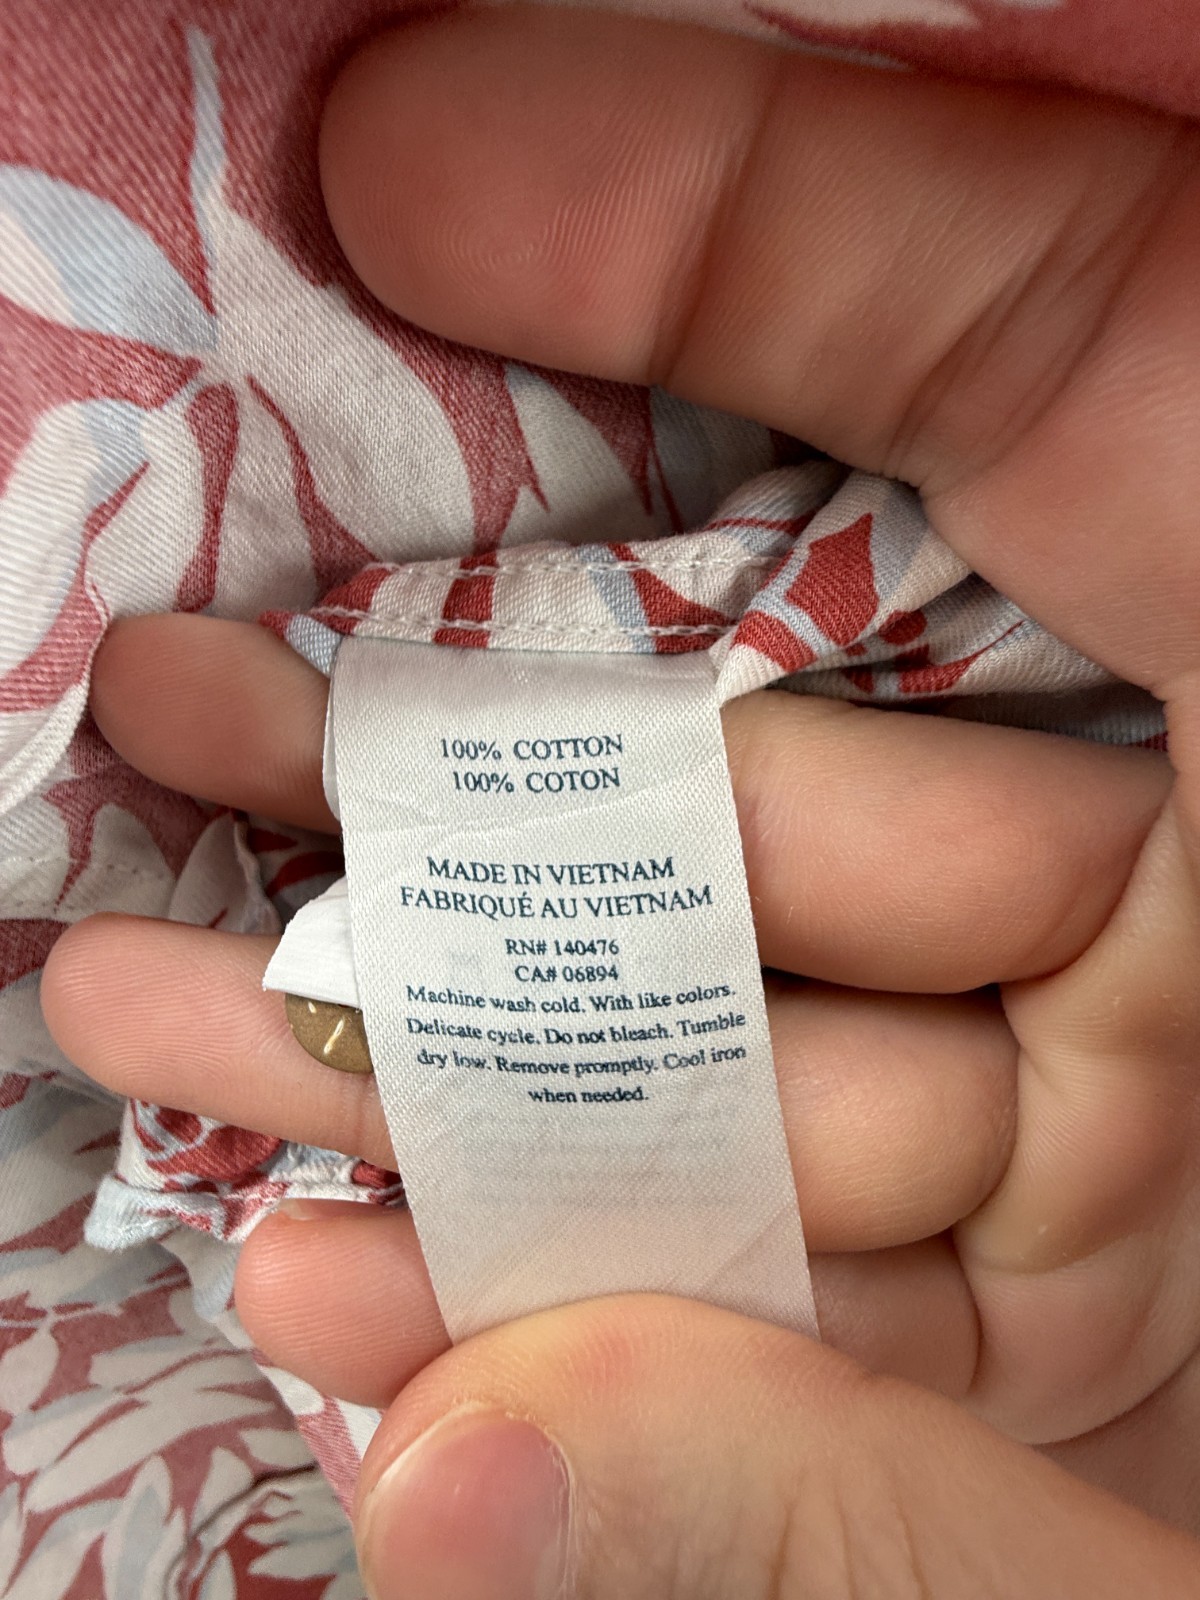 100% COTTON
100% COTON
MADE IN VIETNAM
FABRIQUÉ AU VIETNAM
RN# 140476
CA# 06894
Machine wash cold. With like colors.
Delicate cycle. Do not bleach. Tumble
dry low. Remove promptly. Cool iron
when needed.